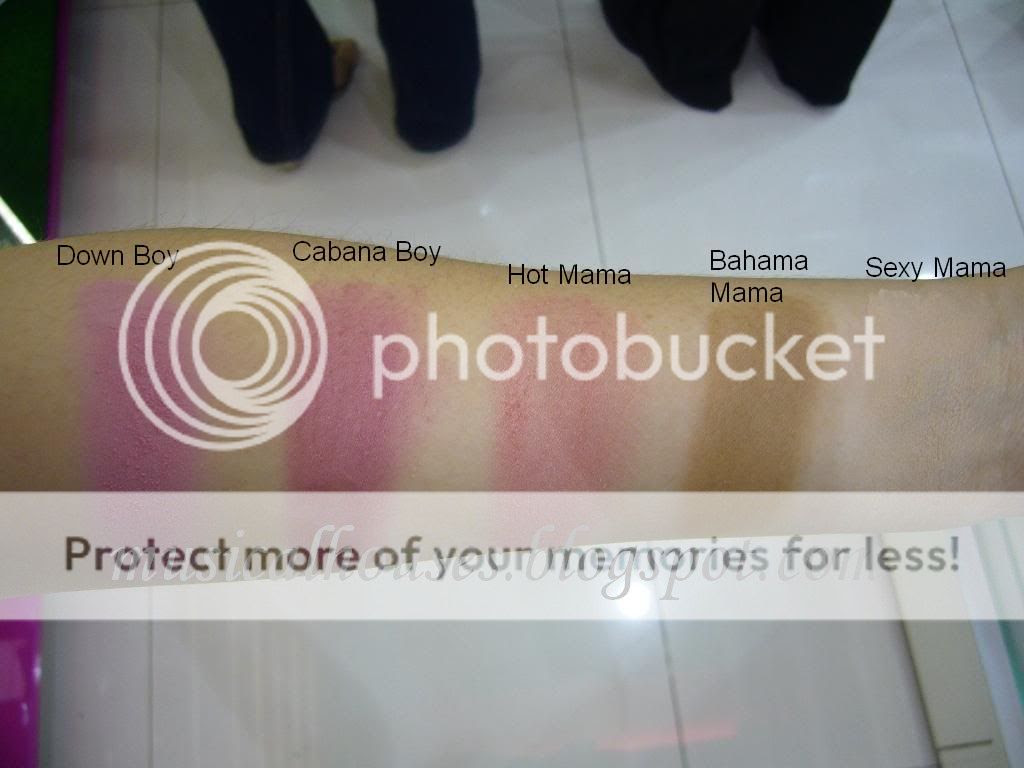 Down Boy
Cabana Boy
Hot Mama
Bahama
Mama
Sexy Mama
photobucket
Protect more of your memories for less!
musicalhouses.blogspot.com